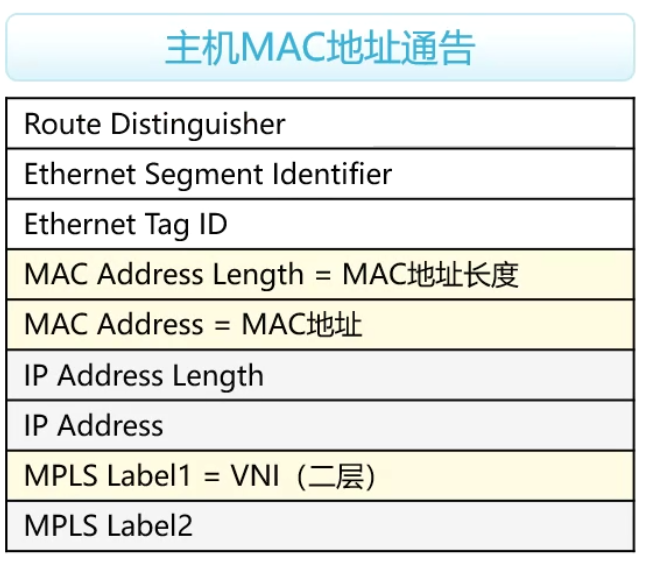 主机MAC地址通告
Route Distinguisher
Ethernet Segment Identifier
Ethernet Tag ID
MAC Address Length = MAC地址长度
MAC Address = MAC地址
IP Address Length
IP Address
MPLS Label1 = VNI（二层）
MPLS Label2